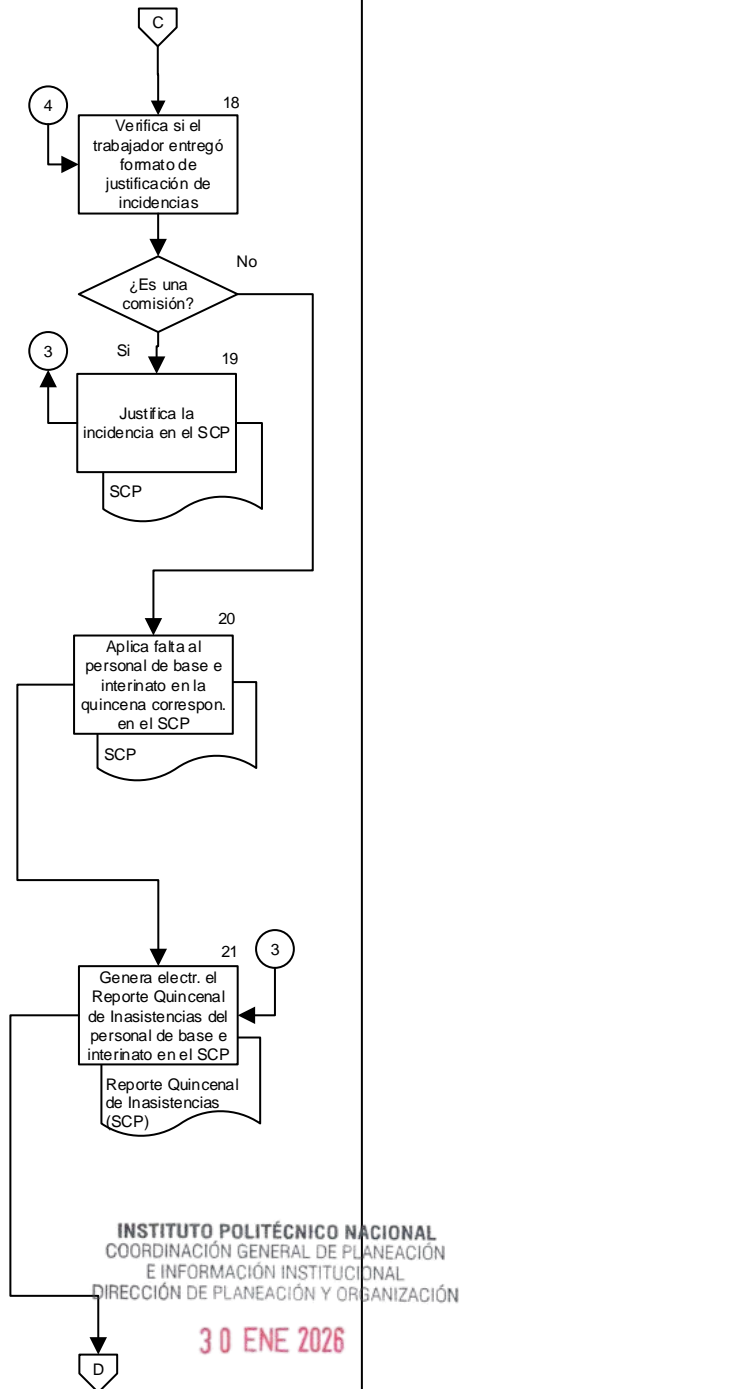 C
4
18
Verifica si el
trabajador entregó
formato de
justificación de
incidencias
No
¿Es una
comisión?
3
Si
19
Justifica la
incidencia en el SCP
SCP
20
Aplica falta al
personal de base e
interinato en la
quincena correspon.
en el SCP
SCP
21
3
Genera electr. el
Reporte Quincenal
de Inasistencias del
personal de base e
interinato en el SCP
Reporte Quincenal
de Inasistencias
(SCP)
INSTITUTO POLITÉCNICO NACIONAL
COORDINACIÓN GENERAL DE PLANEACIÓN
E INFORMACIÓN INSTITUCIONAL
DIRECCIÓN DE PLANEACIÓN Y ORGANIZACIÓN
30 ENE 2026
D